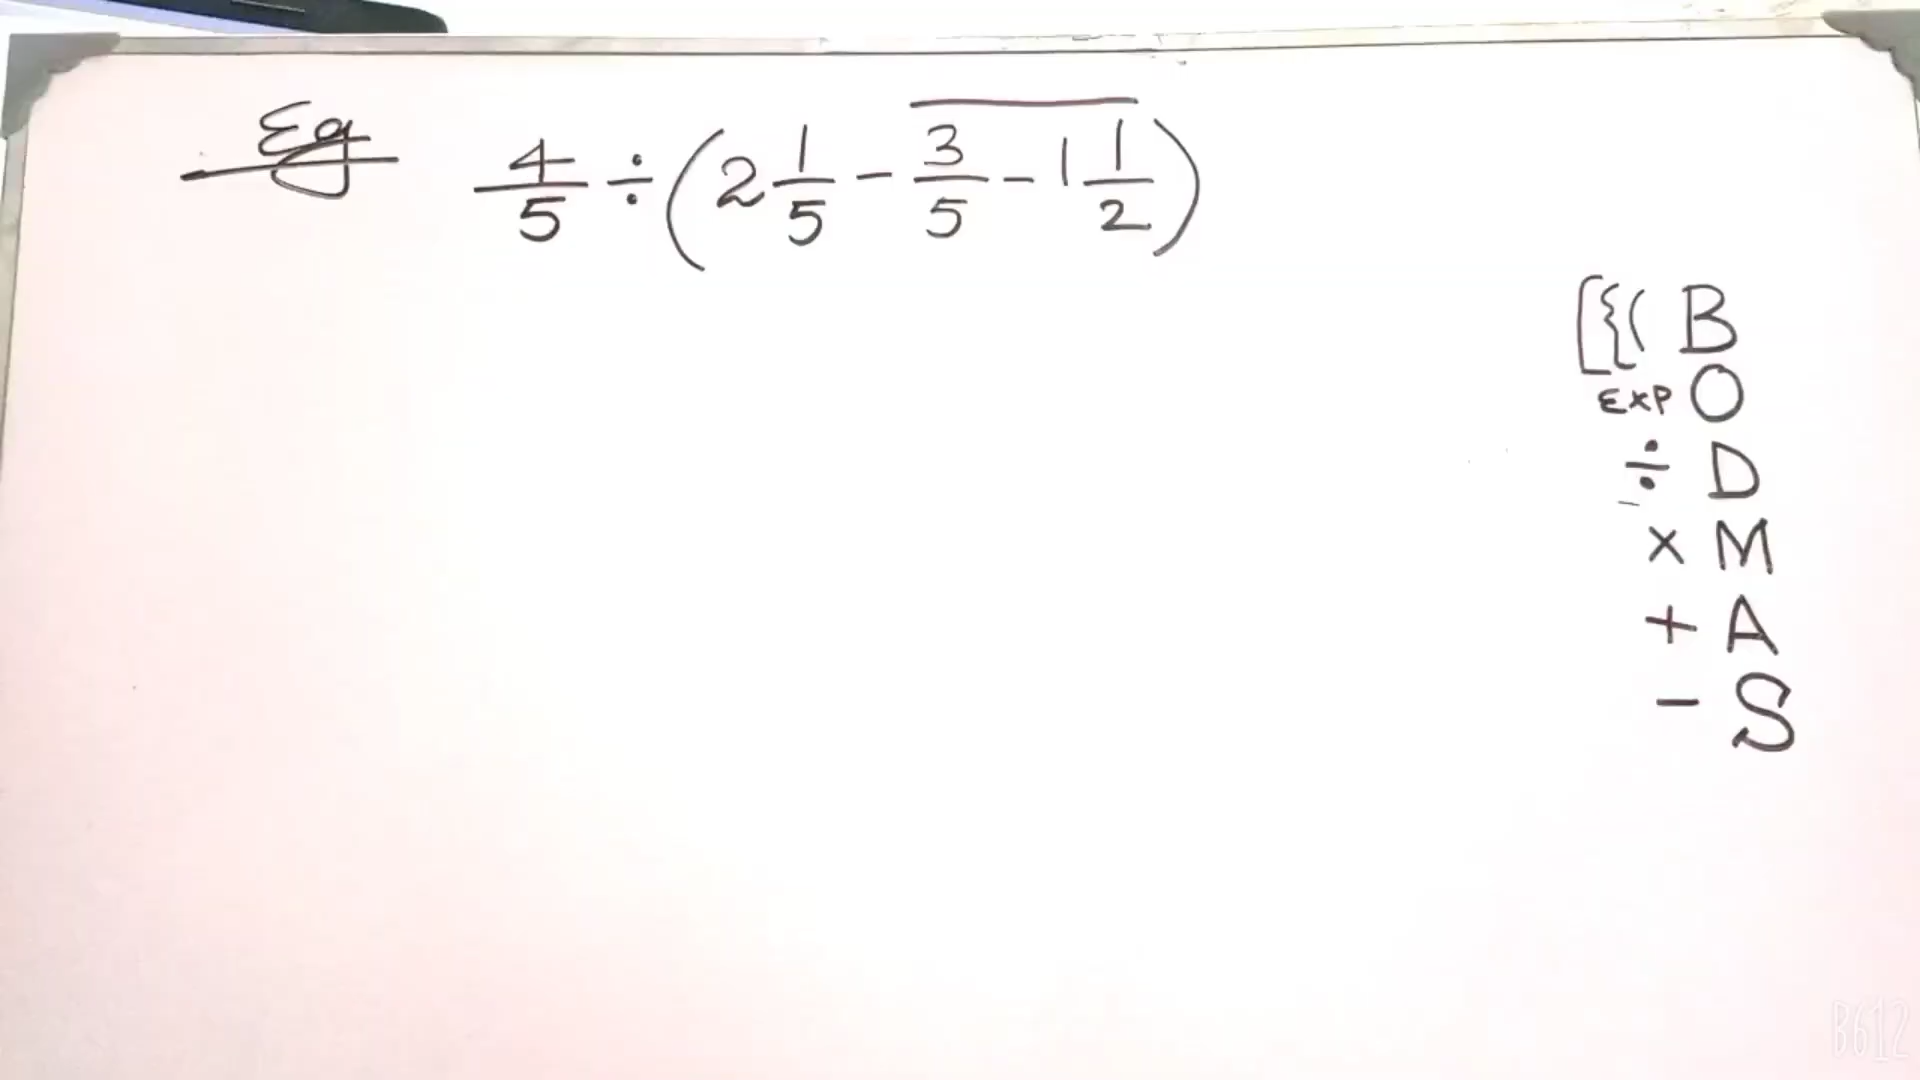 Eg 4/5 ÷ (2 1/5 - 3/5 - 1 1/2)
[{( B
EXP O
÷ D
× M
+ A
- S
B612